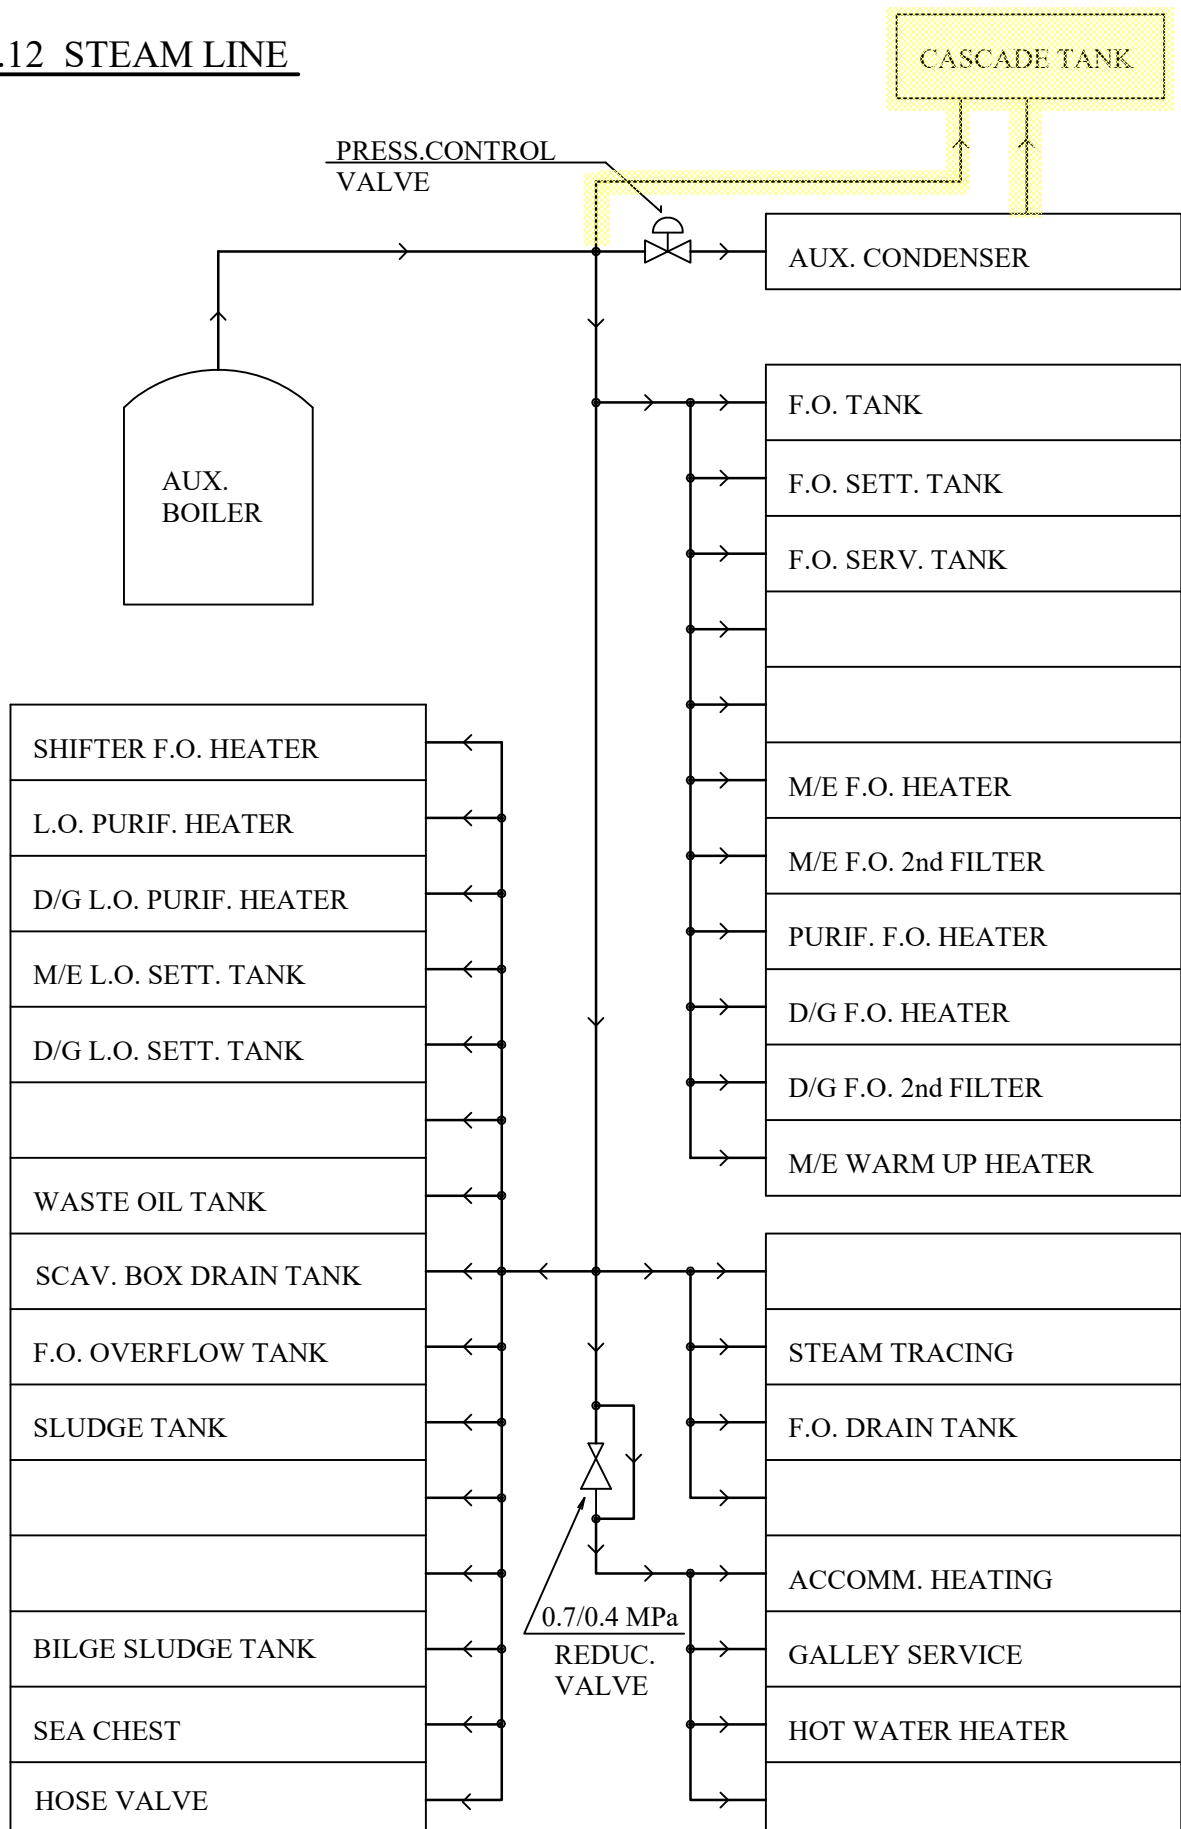 .12 STEAM LINE
CASCADE TANK
PRESS.CONTROL
VALVE
AUX. CONDENSER
AUX.
BOILER
F.O. TANK
F.O. SETT. TANK
F.O. SERV. TANK
M/E F.O. HEATER
M/E F.O. 2nd FILTER
PURIF. F.O. HEATER
D/G F.O. HEATER
D/G F.O. 2nd FILTER
M/E WARM UP HEATER
SHIFTER F.O. HEATER
L.O. PURIF. HEATER
D/G L.O. PURIF. HEATER
M/E L.O. SETT. TANK
D/G L.O. SETT. TANK
WASTE OIL TANK
SCAV. BOX DRAIN TANK
F.O. OVERFLOW TANK
SLUDGE TANK
BILGE SLUDGE TANK
SEA CHEST
HOSE VALVE
0.7/0.4 MPa
REDUC.
VALVE
STEAM TRACING
F.O. DRAIN TANK
ACCOMM. HEATING
GALLEY SERVICE
HOT WATER HEATER